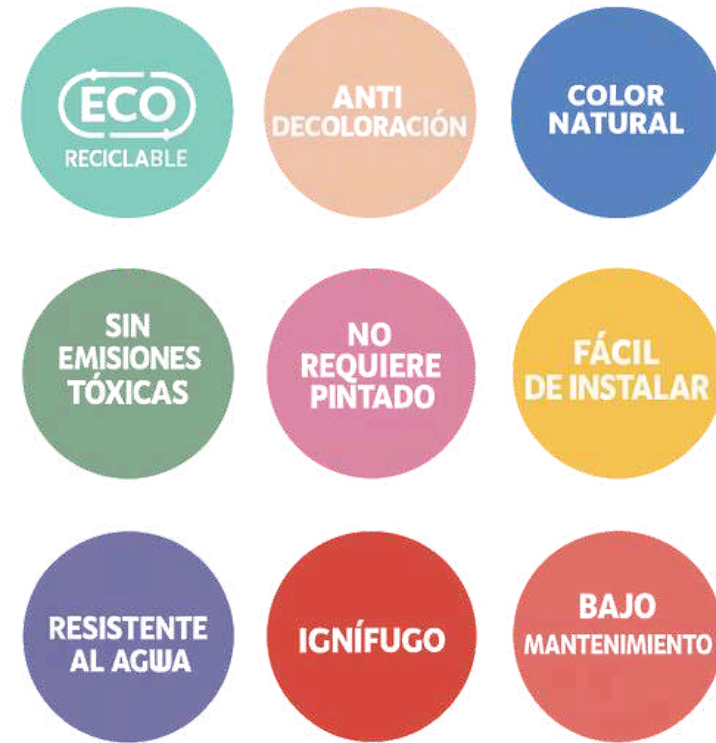 ECO
RECICLABLE
ANTI
DECOLORACIÓN
COLOR
NATURAL
SIN
EMISIONES
TÓXICAS
NO
REQUIERE
PINTADO
FÁCIL
DE INSTALAR
RESISTENTE
AL AGUA
IGNÍFUGO
BAJO
MANTENIMIENTO